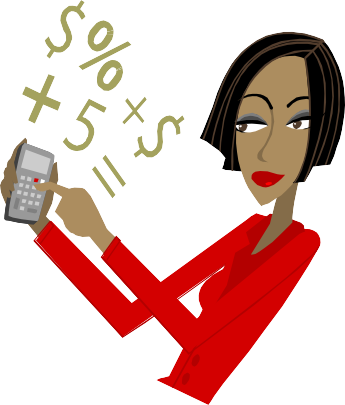 $ %
+ 5 × $
=